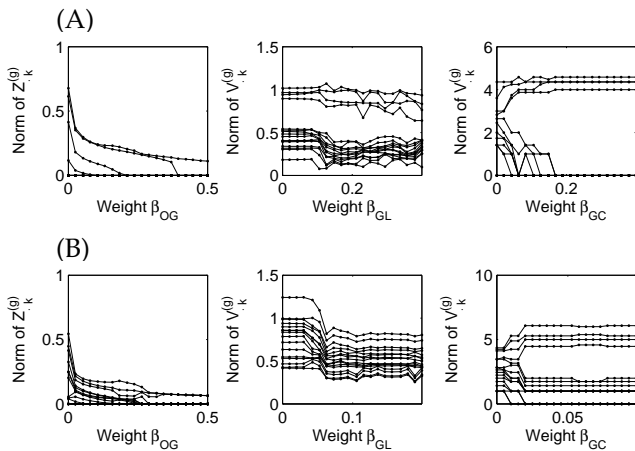 (A)
1
0.5
0
0
0.5
Norm of Z^(g)_·k
Weight β_OG
1.5
1
0.5
0
0
0.2
Norm of V^(g)_·k
Weight β_GL
6
4
2
0
0
0.2
Norm of V^(g)_·k
Weight β_GC
(B)
1
0.5
0
0
0.5
Norm of Z^(g)_·k
Weight β_OG
1.5
1
0.5
0
0
0.1
Norm of V^(g)_·k
Weight β_GL
10
5
0
0
0.05
Norm of V^(g)_·k
Weight β_GC